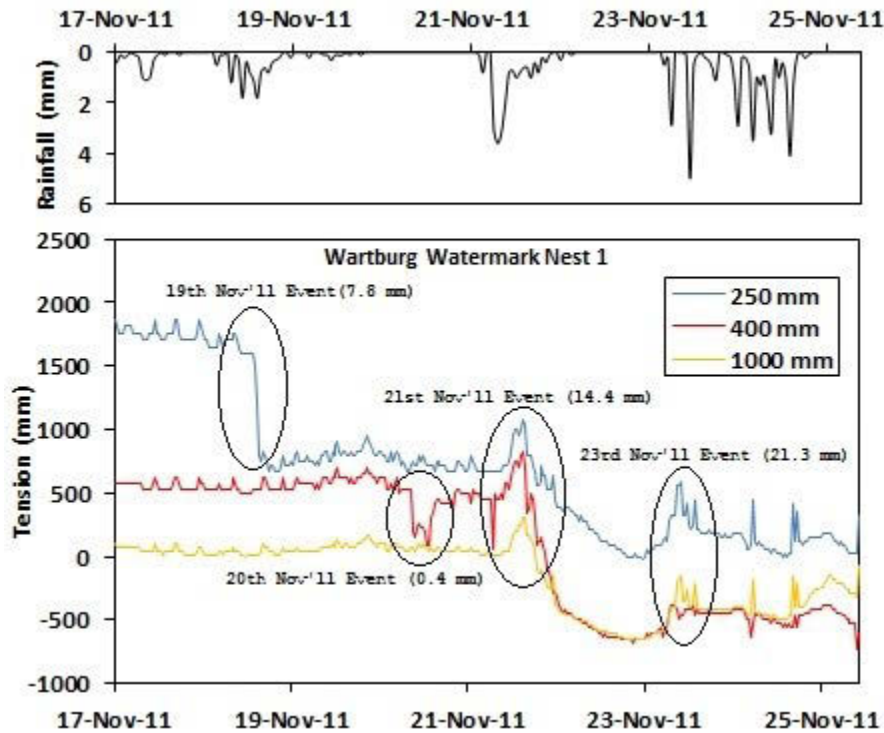 17-Nov-11 19-Nov-11 21-Nov-11 23-Nov-11 25-Nov-11
0
2
4
6
Rainfall (mm)
2500
2000
1500
1000
500
0
-500
-1000
Tension (mm)
Wartburg Watermark Nest 1
19th Nov'11 Event(7.8 mm)
250 mm
400 mm
1000 mm
21st Nov'11 Event (14.4 mm)
23rd Nov'11 Event (21.3 mm)
20th Nov'11 Event (0.4 mm)
17-Nov-11 19-Nov-11 21-Nov-11 23-Nov-11 25-Nov-11